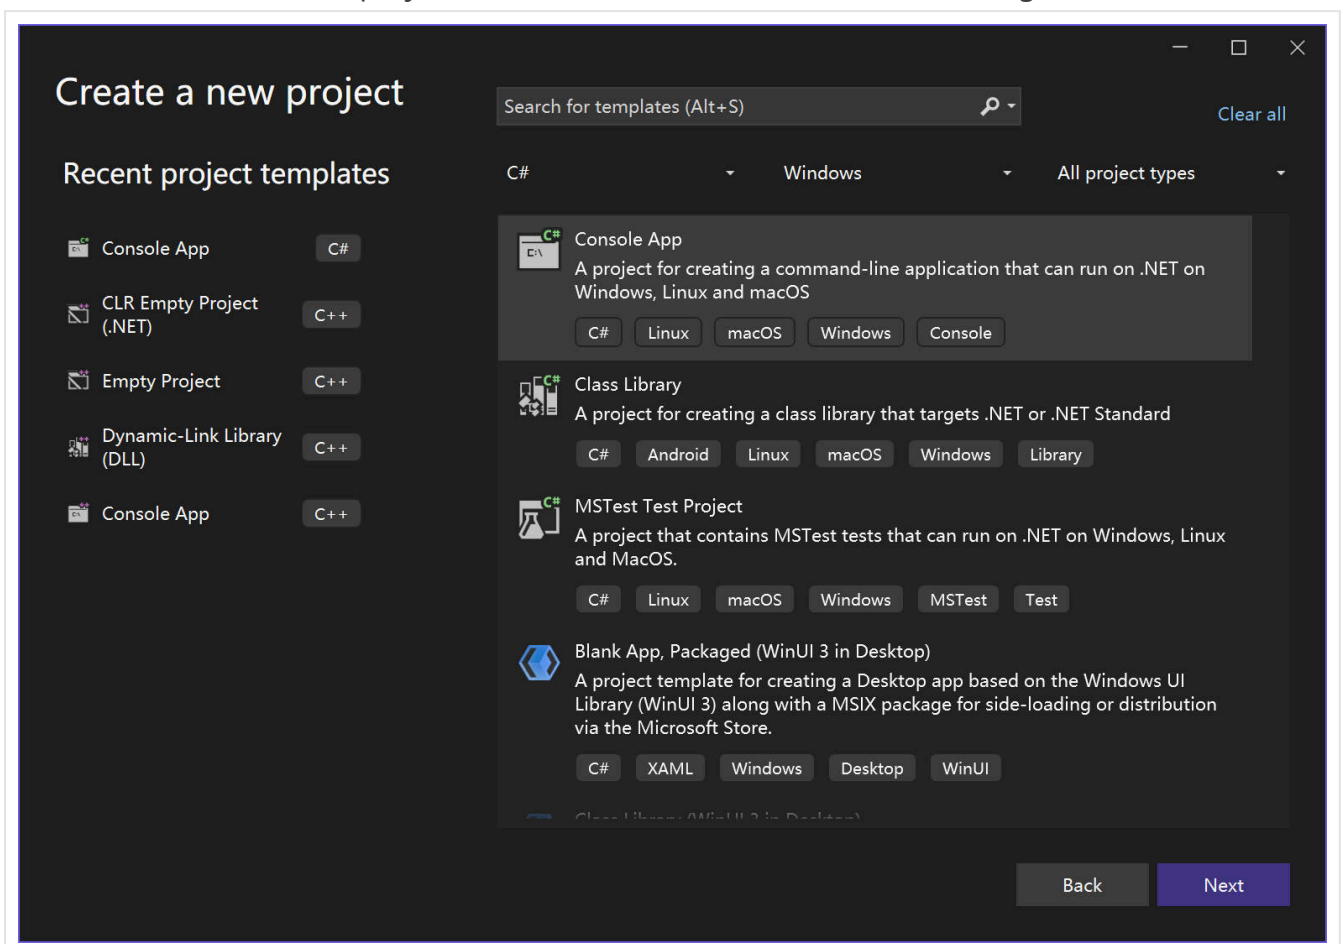 Create a new project
Search for templates (Alt+S)
Clear all
Recent project templates
C#
Windows
All project types
Console App
C#
CLR Empty Project
(.NET)
C++
Empty Project
C++
Dynamic-Link Library
(DLL)
C++
Console App
C++
C#
C:\
Console App
A project for creating a command-line application that can run on .NET on
Windows, Linux and macOS
C# Linux macOS Windows Console
C#
Class Library
A project for creating a class library that targets .NET or .NET Standard
C# Android Linux macOS Windows Library
C#
MSTest Test Project
A project that contains MSTest tests that can run on .NET on Windows, Linux
and MacOS.
C# Linux macOS Windows MSTest Test
Blank App, Packaged (WinUI 3 in Desktop)
A project template for creating a Desktop app based on the Windows UI
Library (WinUI 3) along with a MSIX package for side-loading or distribution
via the Microsoft Store.
C# XAML Windows Desktop WinUI
Class Library (WinUI 3 in Desktop)
Back
Next